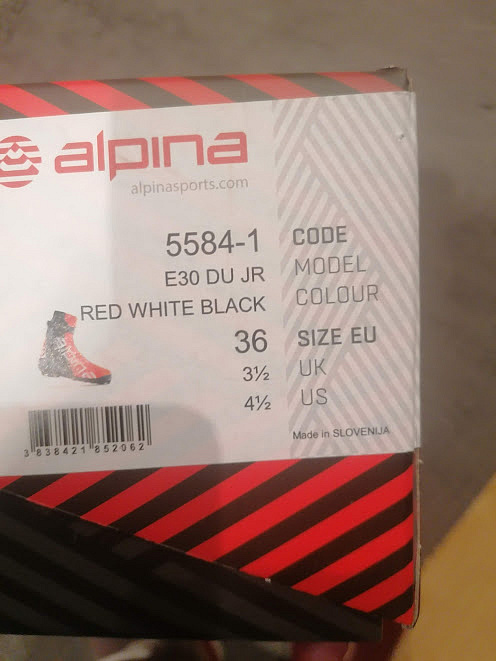 alpina
alpinasports.com
5584-1 CODE
E30 DU JR MODEL
RED WHITE BLACK COLOUR
36 SIZE EU
3½ UK
4½ US
3 838421 852062
Made in SLOVENIJA